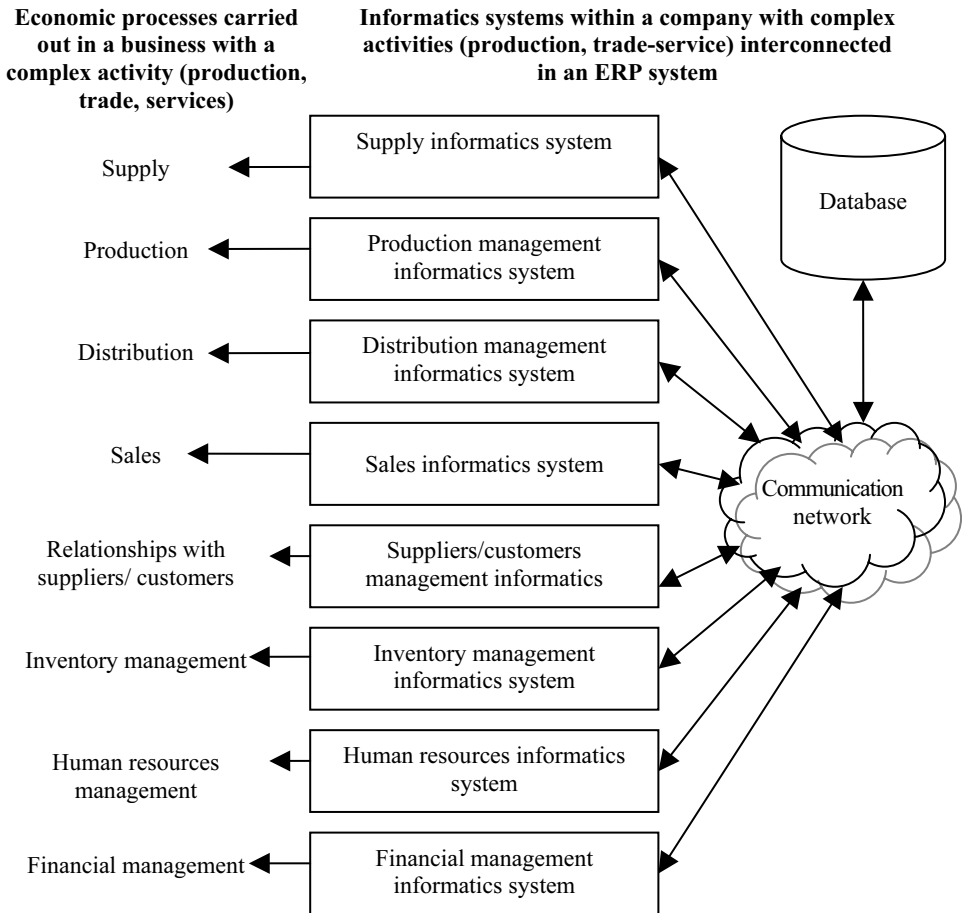 Economic processes carried
out in a business with a
complex activity (production,
trade, services)
Informatics systems within a company with complex
activities (production, trade-service) interconnected
in an ERP system
Supply
Supply informatics system
Database
Production
Production management
informatics system
Distribution
Distribution management
informatics system
Sales
Sales informatics system
Communication
network
Relationships with
suppliers/ customers
Suppliers/customers
management informatics
Inventory management
Inventory management
informatics system
Human resources
management
Human resources informatics
system
Financial management
Financial management
informatics system